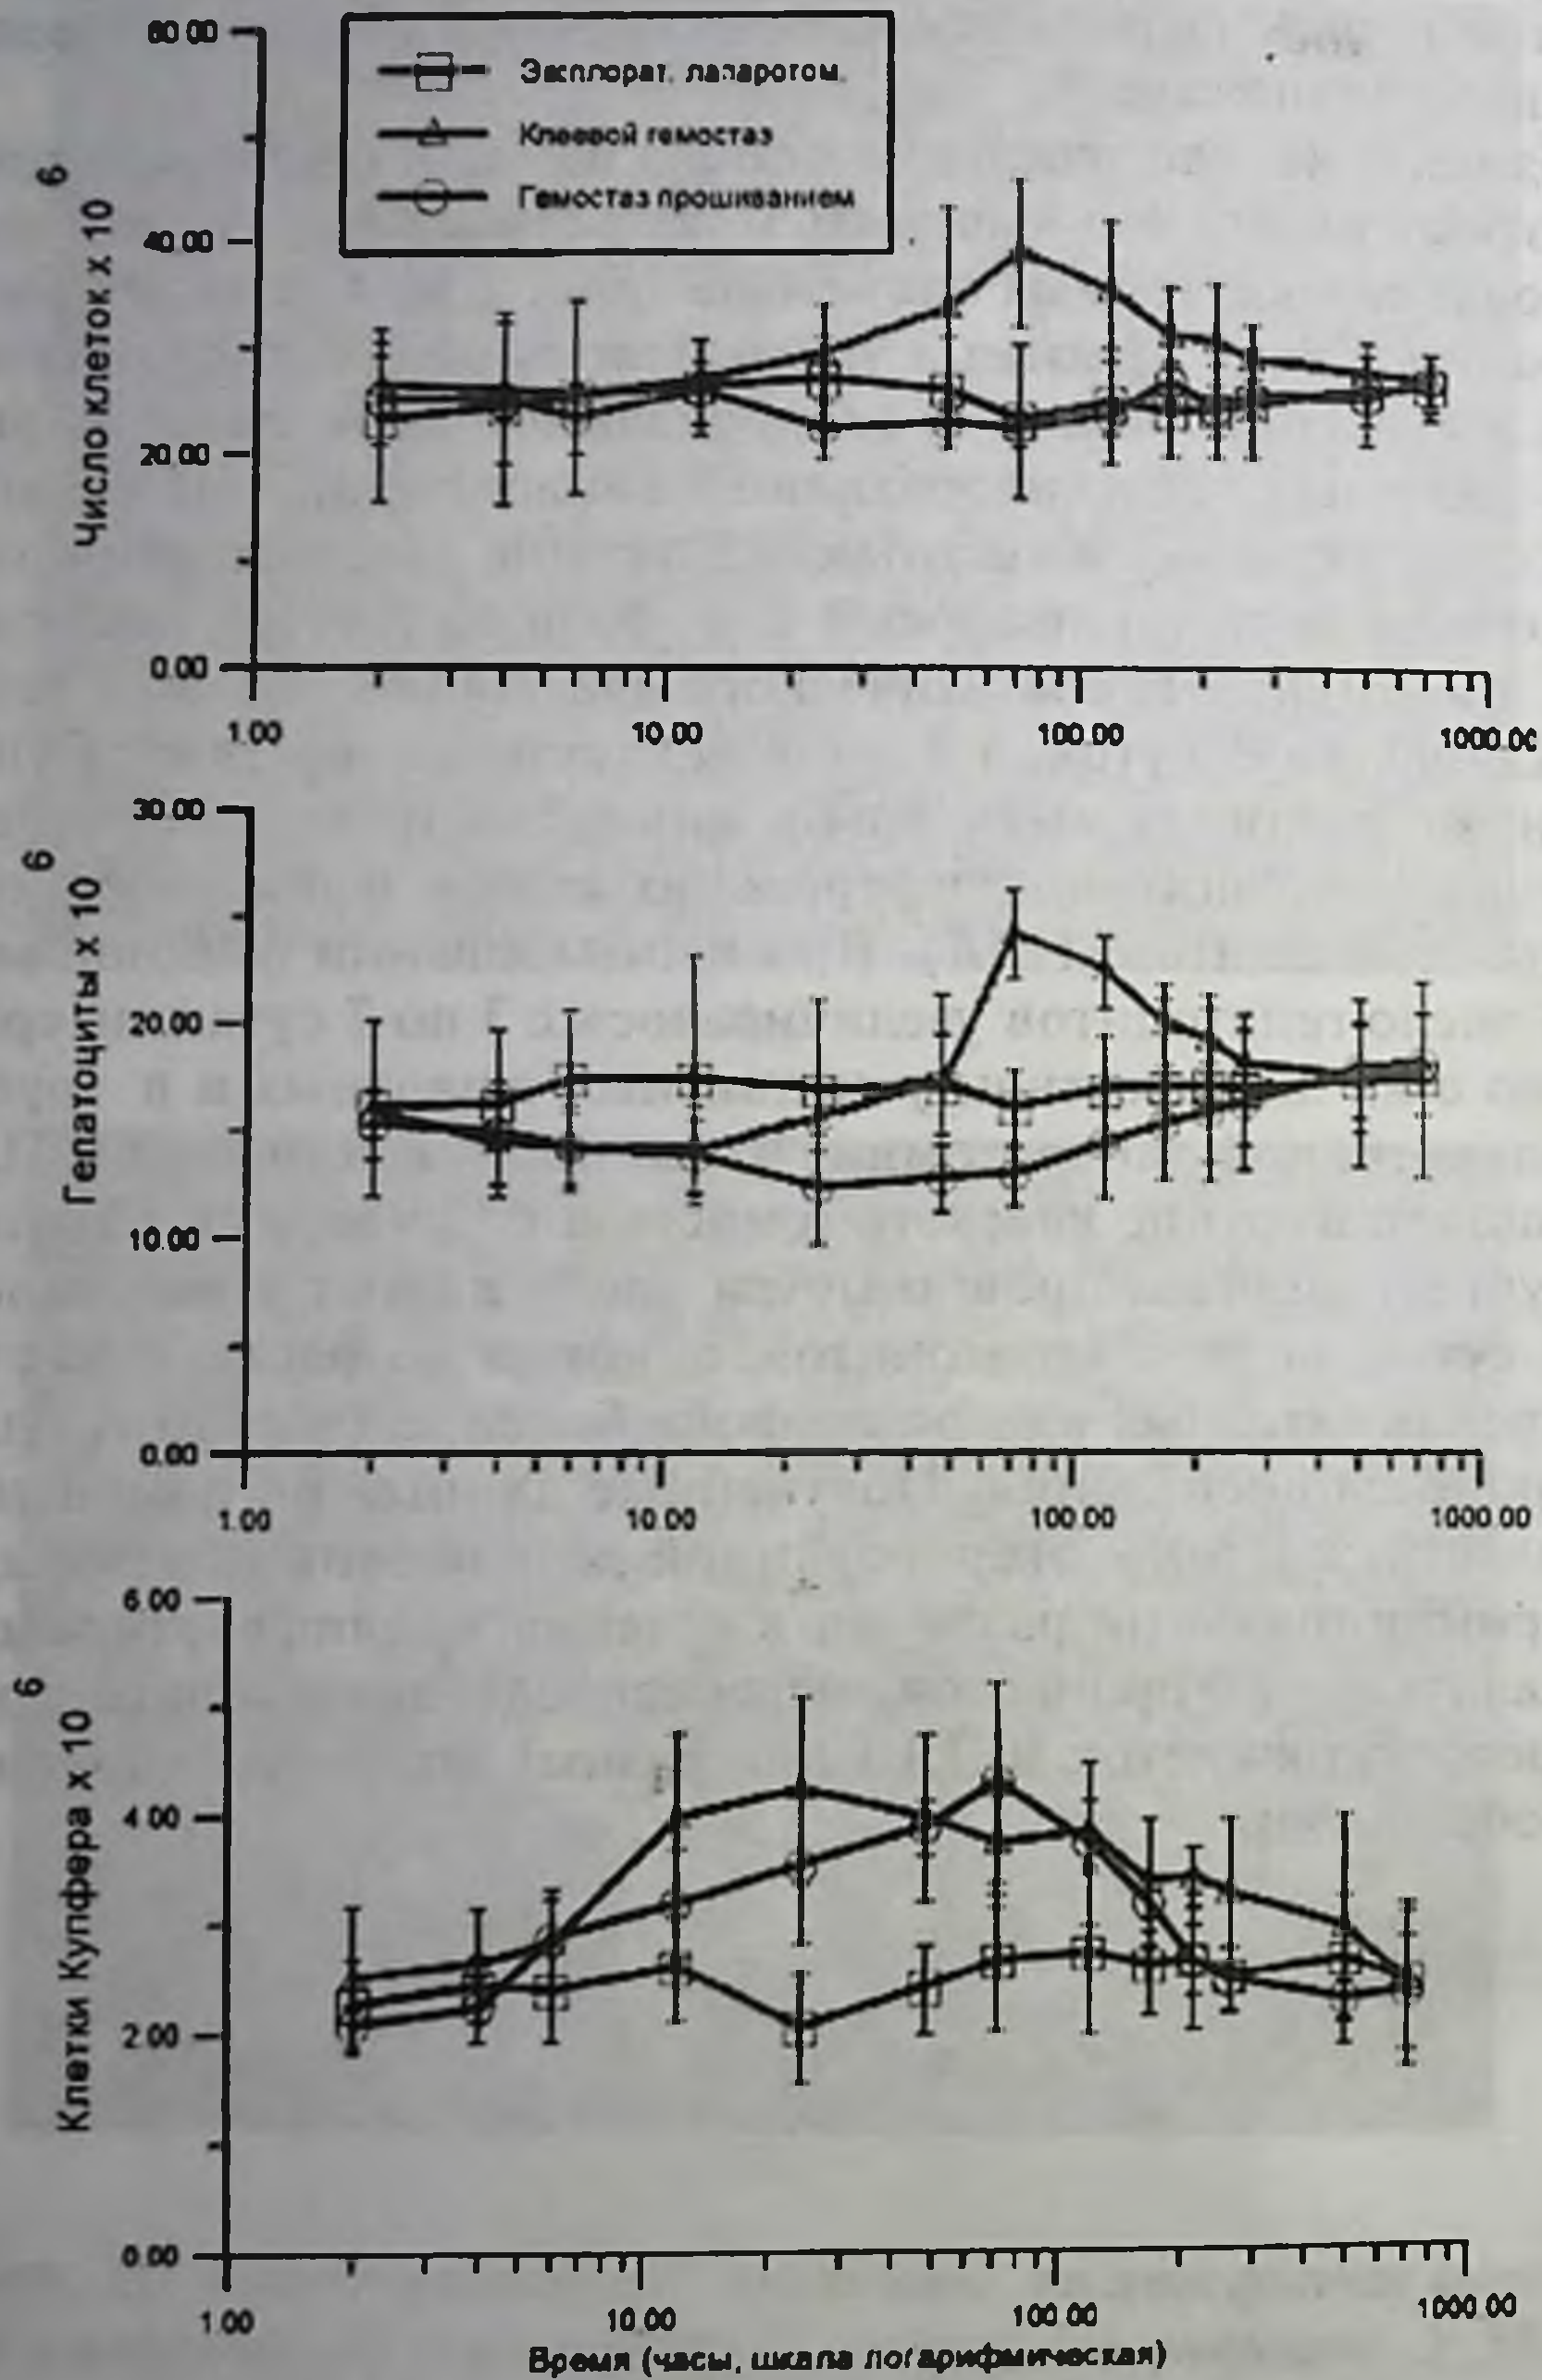 60.00
Эксплорат. лапаротом.
Клеевой гемостаз
Гемостаз прошиванием
Число клеток x 10 6
40.00
20.00
0.00
1.00 10.00 100.00 1000.00
30.00
Гепатоциты x 10 6
20.00
10.00
0.00
1.00 10.00 100.00 1000.00
6.00
Клетки Купфера x 10 6
4.00
2.00
0.00
1.00 10.00 100.00 1000.00
Время (часы, шкала логарифмическая)